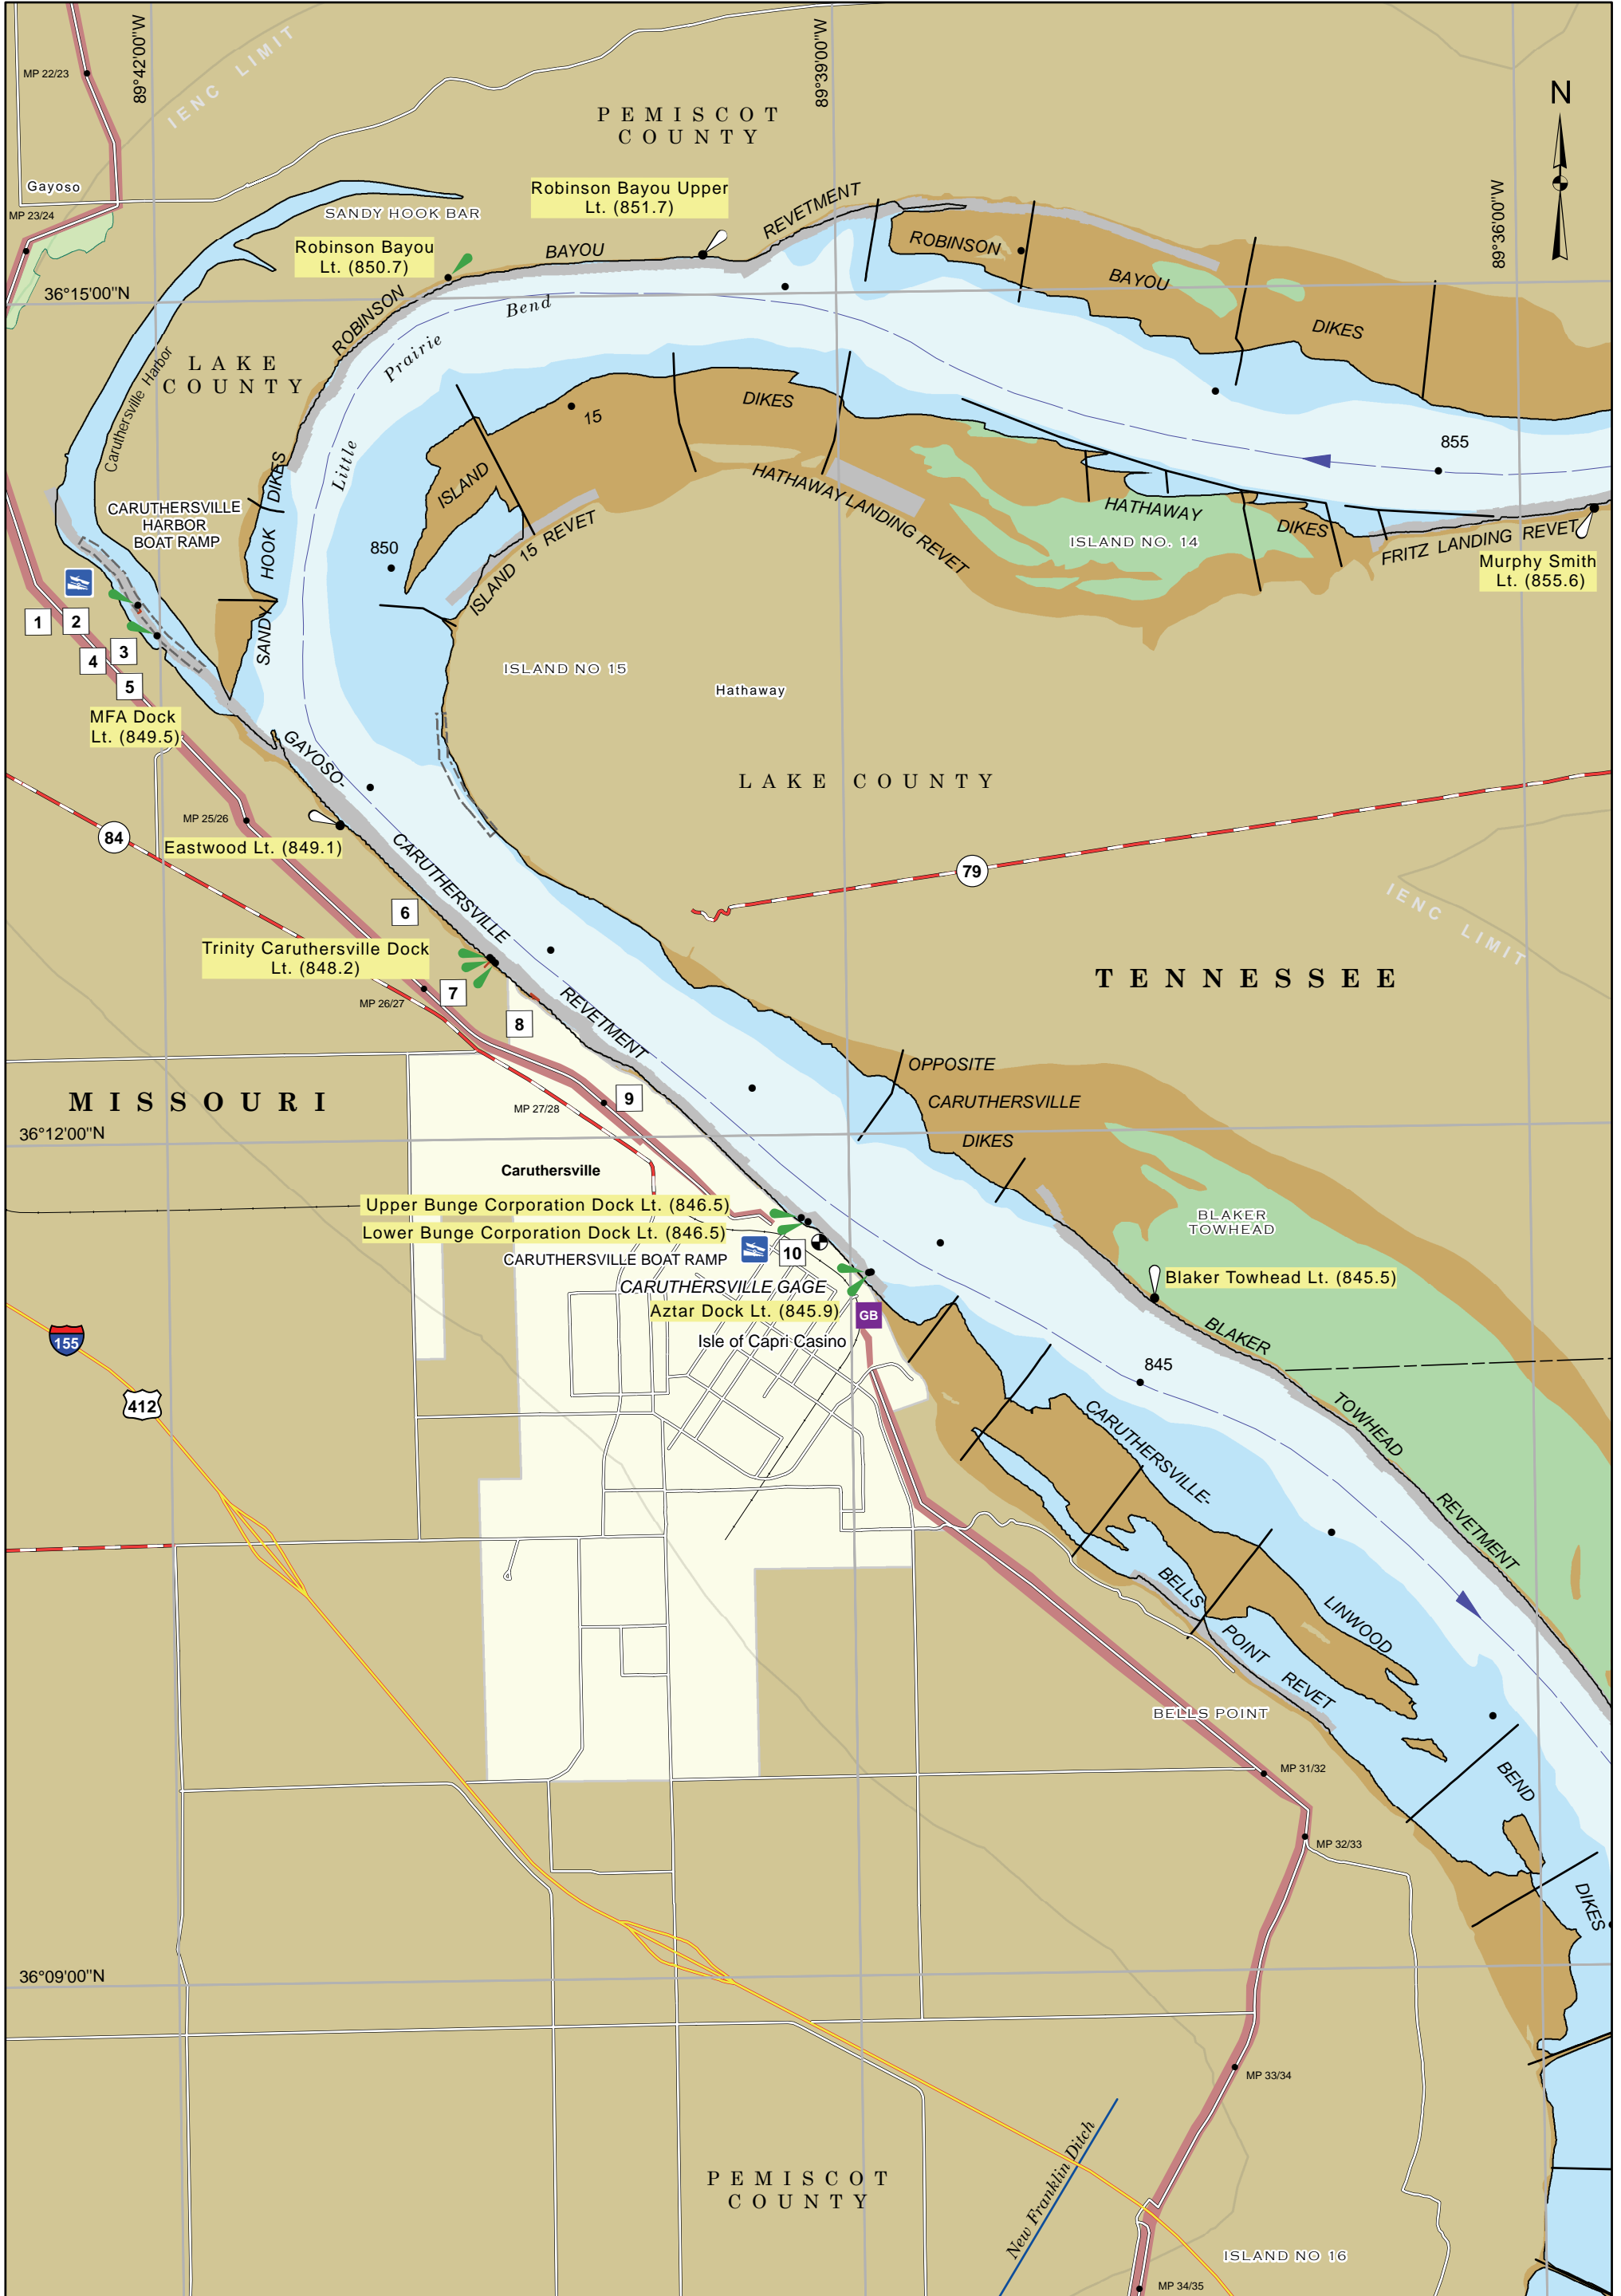 89°42'00"W
89°39'00"W
89°36'0.0"W
N
MP 22/23
IENC LIMIT
PEMISCOT
COUNTY
Gayoso
MP 23/24
SANDY HOOK BAR
Robinson Bayou Upper
Lt. (851.7)
REVETMENT
BAYOU
ROBINSON
Robinson Bayou
Lt. (850.7)
36°15'00"N
ROBINSON
BAYOU
DIKES
Little
Prairie
Bend
LAKE
COUNTY
Caruthersville Harbor
15
DIKES
ISLAND
ISLAND 15 REVET
HATHAWAY LANDING REVET
855
HATHAWAY
DIKES
ISLAND NO. 14
FRITZ LANDING REVET
Murphy Smith
Lt. (855.6)
CARUTHERSVILLE
HARBOR
BOAT RAMP
DIKES
HOOK
SANDY
850
1
2
3
4
5
MFA Dock
Lt. (849.5)
ISLAND NO 15
Hathaway
LAKE COUNTY
GAYOSO-
CARUTHERSVILLE
REVETMENT
MP 25/26
84
Eastwood Lt. (849.1)
79
IENC LIMIT
6
Trinity Caruthersville Dock
Lt. (848.2)
7
MP 26/27
8
TENNESSEE
MISSOURI
OPPOSITE
CARUTHERSVILLE
DIKES
9
MP 27/28
36°12'00"N
Caruthersville
Upper Bunge Corporation Dock Lt. (846.5)
Lower Bunge Corporation Dock Lt. (846.5)
CARUTHERSVILLE BOAT RAMP
10
CARUTHERSVILLE GAGE
Aztar Dock Lt. (845.9)
GB
Isle of Capri Casino
BLAKER
TOWHEAD
Blaker Towhead Lt. (845.5)
BLAKER
TOWHEAD
REVETMENT
845
155
412
CARUTHERSVILLE-
LINWOOD
BEND
DIKES
BELLS
POINT
REVET
BELLS POINT
MP 31/32
MP 32/33
36°09'00"N
MP 33/34
PEMISCOT
COUNTY
New Franklin Ditch
ISLAND NO 16
MP 34/35